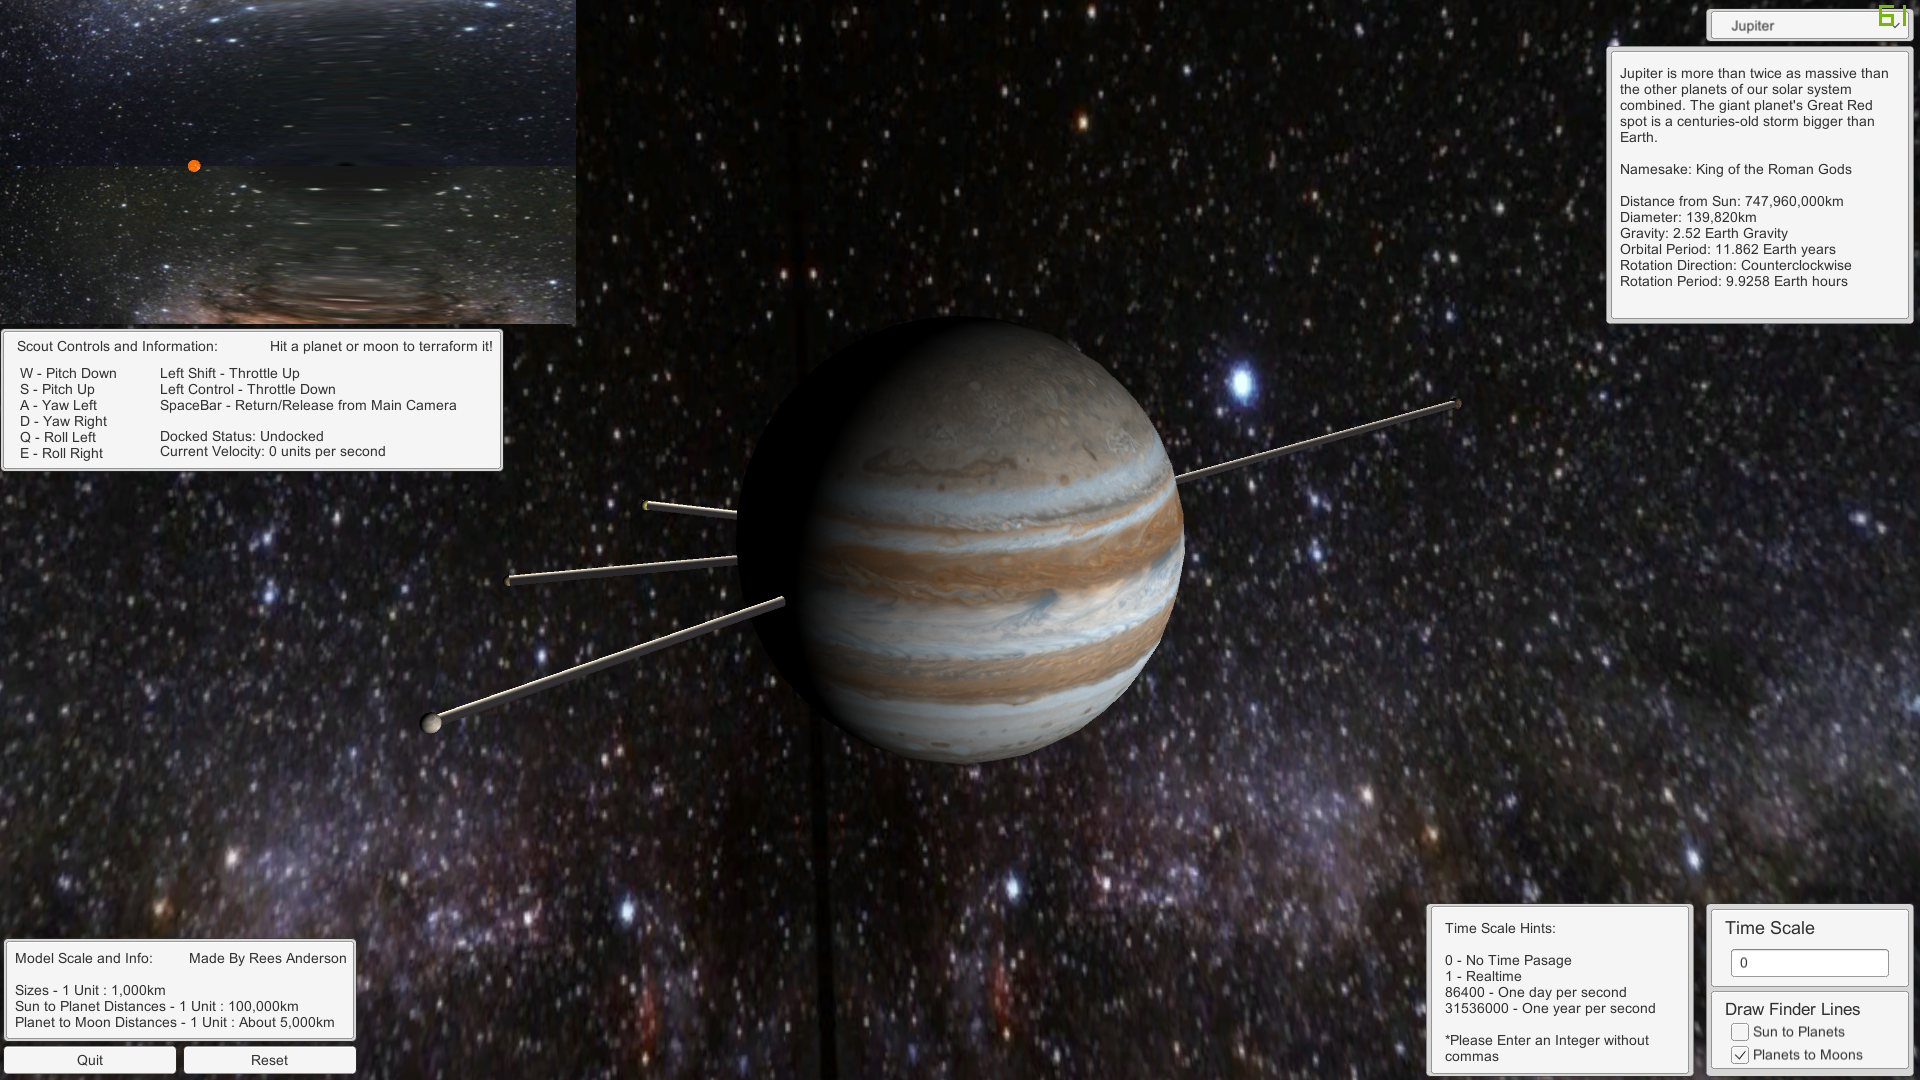 61
Jupiter
Jupiter is more than twice as massive than
the other planets of our solar system
combined. The giant planet's Great Red
spot is a centuries-old storm bigger than
Earth.
Namesake: King of the Roman Gods
Distance from Sun: 747,960,000km
Diameter: 139,820km
Gravity: 2.52 Earth Gravity
Orbital Period: 11.862 Earth years
Rotation Direction: Counterclockwise
Rotation Period: 9.9258 Earth hours
Scout Controls and Information: Hit a planet or moon to terraform it!
W - Pitch Down
S - Pitch Up
A - Yaw Left
D - Yaw Right
Q - Roll Left
E - Roll Right
Left Shift - Throttle Up
Left Control - Throttle Down
SpaceBar - Return/Release from Main Camera
Docked Status: Undocked
Current Velocity: 0 units per second
Model Scale and Info: Made By Rees Anderson
Sizes - 1 Unit : 1,000km
Sun to Planet Distances - 1 Unit : 100,000km
Planet to Moon Distances - 1 Unit : About 5,000km
Quit
Reset
Time Scale Hints:
0 - No Time Pasage
1 - Realtime
86400 - One day per second
31536000 - One year per second
*Please Enter an Integer without
commas
Time Scale
0
Draw Finder Lines
Sun to Planets
Planets to Moons